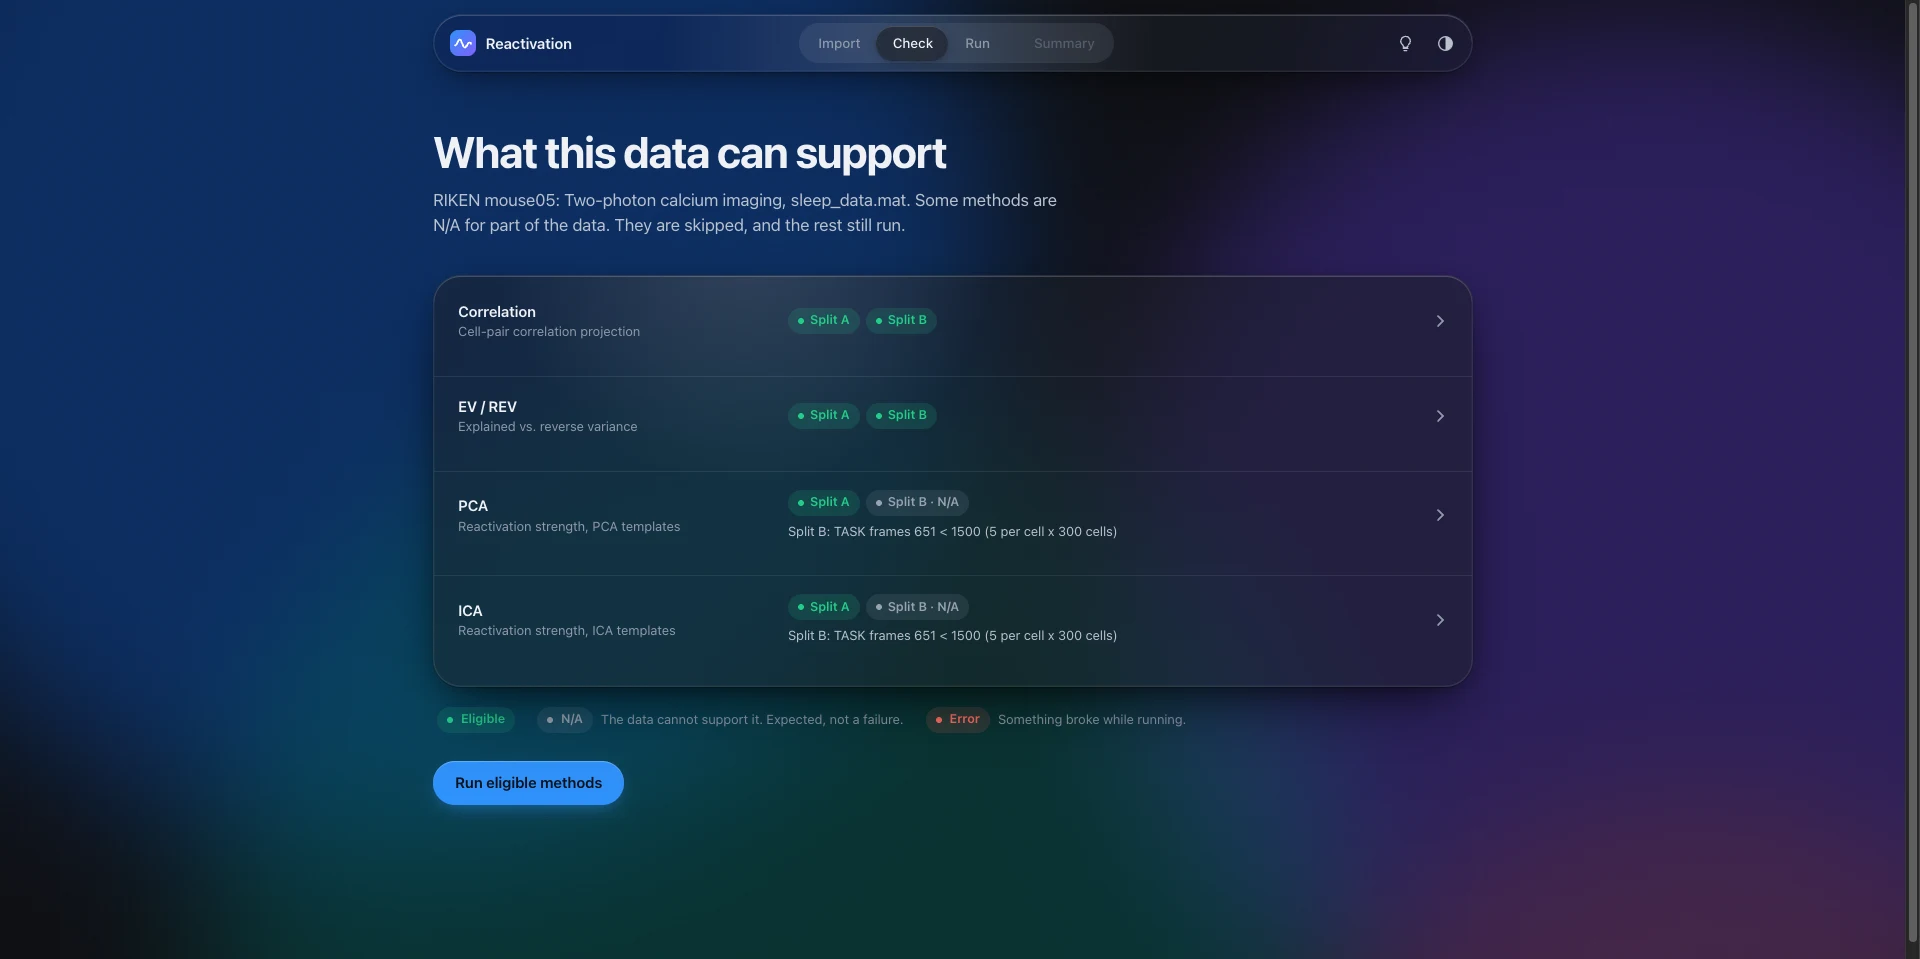 Reactivation
Import
Check
Run
Summary
What this data can support
RIKEN mouse05: Two-photon calcium imaging, sleep_data.mat. Some methods are
N/A for part of the data. They are skipped, and the rest still run.
Correlation
Cell-pair correlation projection
Split A
Split B
EV / REV
Explained vs. reverse variance
Split A
Split B
PCA
Reactivation strength, PCA templates
Split A
Split B · N/A
Split B: TASK frames 651 < 1500 (5 per cell x 300 cells)
ICA
Reactivation strength, ICA templates
Split A
Split B · N/A
Split B: TASK frames 651 < 1500 (5 per cell x 300 cells)
Eligible
N/A
The data cannot support it. Expected, not a failure.
Error
Something broke while running.
Run eligible methods